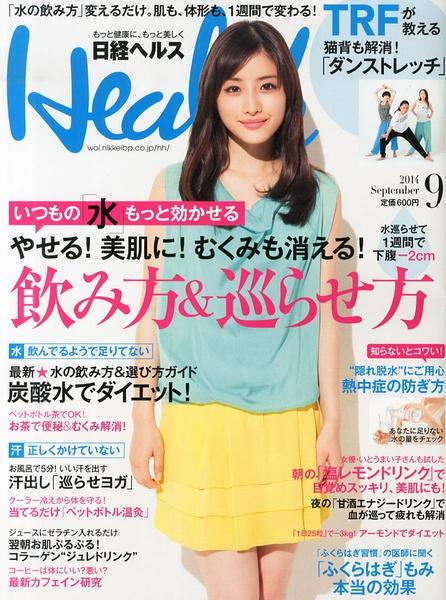 「水の飲み方」変えるだけ。肌も、体形も、1週間で変わる!
もっと健康に、もっと美しく
日経ヘルス
Health
wol.nikkeibp.co.jp/nh/
TRFが
教える
猫背も解消!
「ダンストレッチ」
2014
September 9
定価600円
いつもの「水」もっと効かせる
やせる! 美肌に! むくみも消える!
飲み方&巡らせ方
水巡らせて
1週間で
下腹−2cm
水 飲んでるようで足りてない
最新★水の飲み方&選び方ガイド
炭酸水でダイエット!
ペットボトル茶でOK!
お茶で便秘&むくみ解消!
汗 正しくかけていない
お風呂で5分! いい汗を出す
汗出し「巡らせヨガ」
クーラー冷えから体を守る!
当てるだけ「ペットボトル温灸」
ジュースにゼラチン入れるだけ
翌朝お肌ぷるぷる!
コラーゲン“ジュレドリンク”
コーヒーは体にいい?悪い?
最新カフェイン研究
知らないとコワい!
“隠れ脱水”にご用心
熱中症の防ぎ方
あなたに足りない
水の量をチェック
女優・いとうまい子さんも試した
朝の「塩レモンドリンク」で
目覚めスッキリ、美肌にも!
夜の「甘酒エナジードリンク」で
血が巡って疲れも解消
「1日25粒」で−3kg! アーモンドでダイエット
「ふくらはぎ習慣」の医師に聞く
「ふくらはぎ」もみ
本当の効果